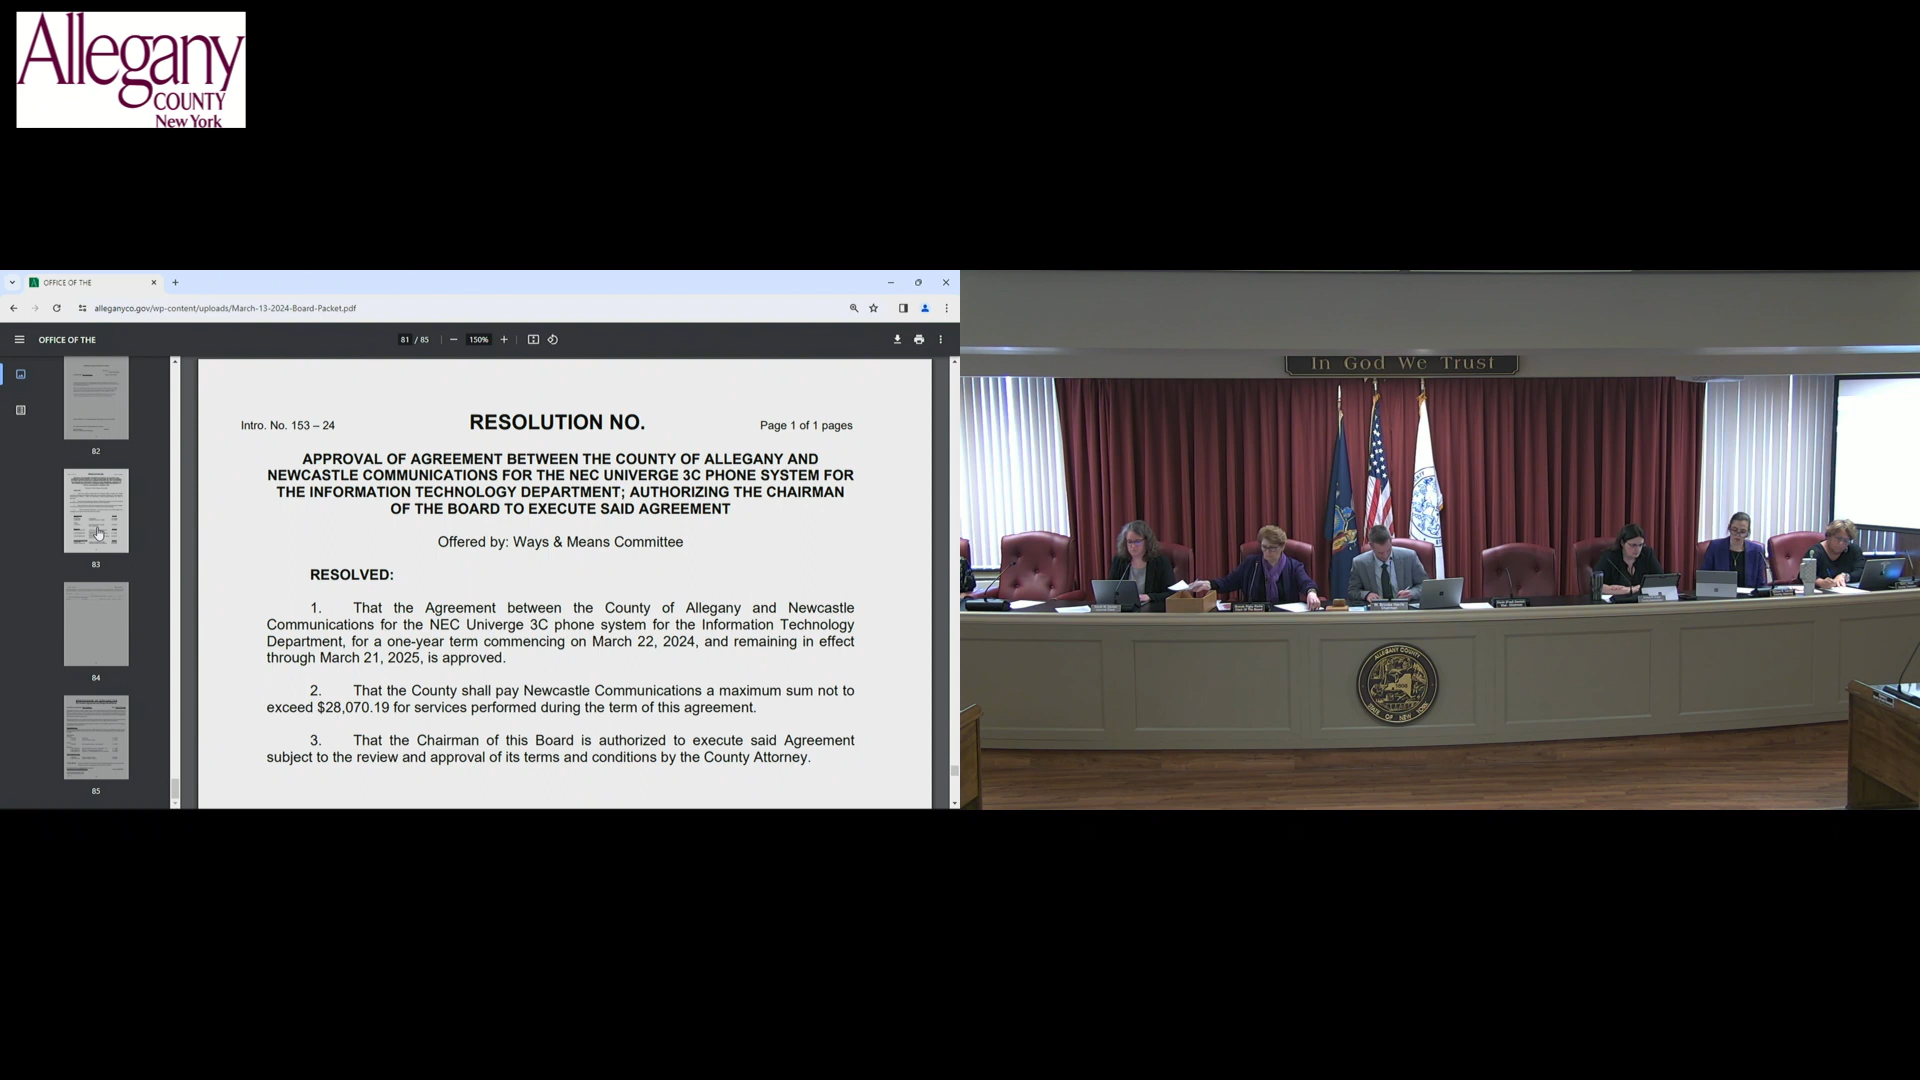 Allegany
COUNTY
New York
OFFICE OF THE
alleganyco.gov/wp-content/uploads/March-13-2024-Board-Packet.pdf
OFFICE OF THE
81 / 85
150%
82
83
84
85
Intro. No. 153 – 24
RESOLUTION NO.
Page 1 of 1 pages
APPROVAL OF AGREEMENT BETWEEN THE COUNTY OF ALLEGANY AND
NEWCASTLE COMMUNICATIONS FOR THE NEC UNIVERGE 3C PHONE SYSTEM FOR
THE INFORMATION TECHNOLOGY DEPARTMENT; AUTHORIZING THE CHAIRMAN
OF THE BOARD TO EXECUTE SAID AGREEMENT
Offered by: Ways & Means Committee
RESOLVED:
1. That the Agreement between the County of Allegany and Newcastle
Communications for the NEC Univerge 3C phone system for the Information Technology
Department, for a one-year term commencing on March 22, 2024, and remaining in effect
through March 21, 2025, is approved.
2. That the County shall pay Newcastle Communications a maximum sum not to
exceed $28,070.19 for services performed during the term of this agreement.
3. That the Chairman of this Board is authorized to execute said Agreement
subject to the review and approval of its terms and conditions by the County Attorney.
In God We Trust
ALLEGANY COUNTY
STATE OF NEW YORK